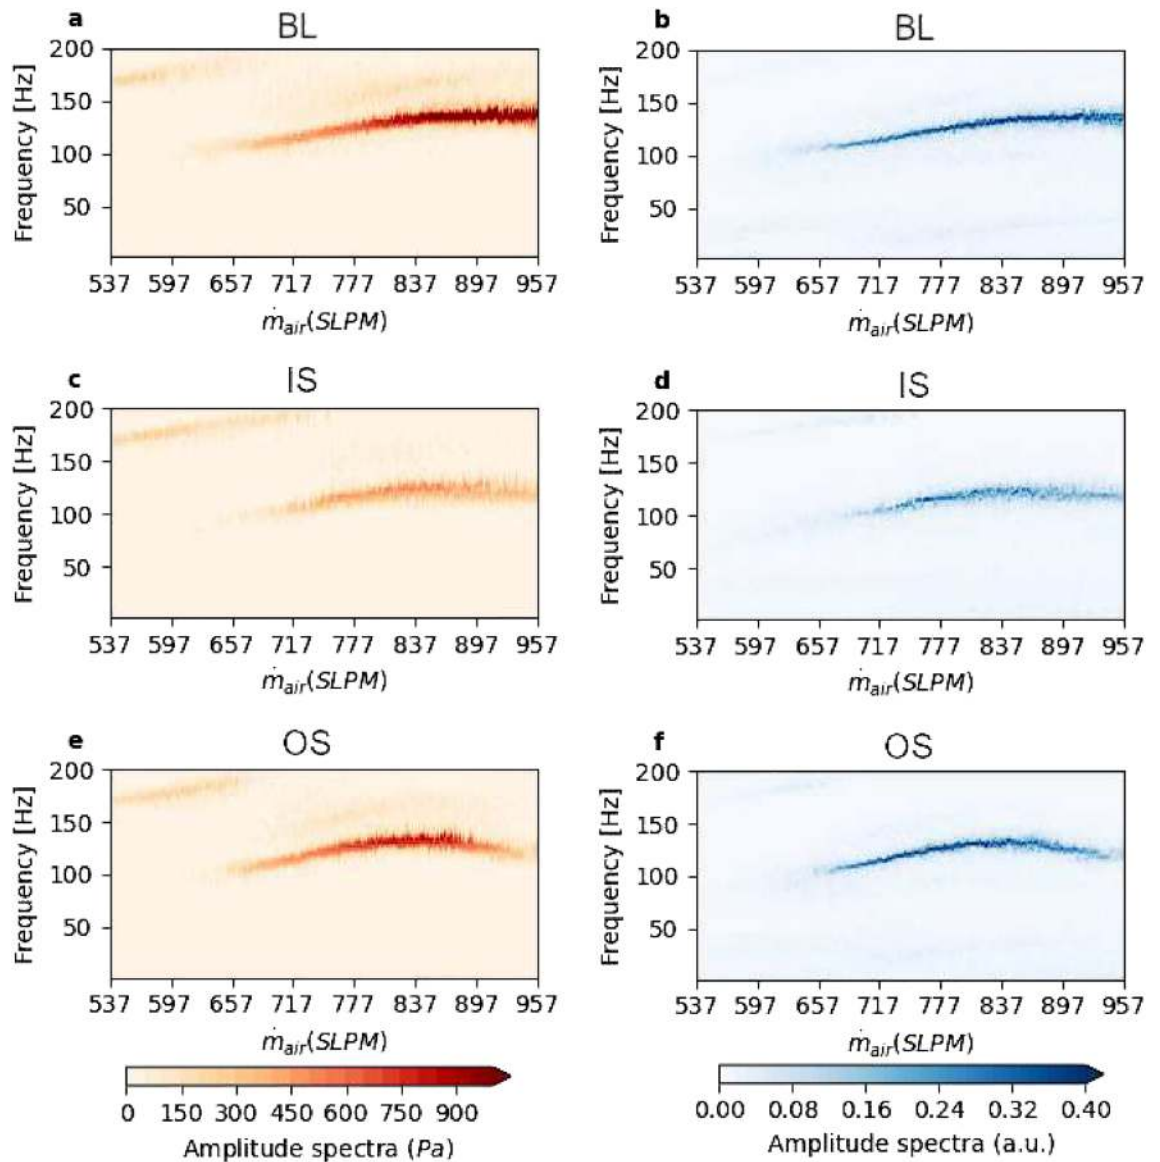 a
BL
200
150
100
50
Frequency [Hz]
537 597 657 717 777 837 897 957
ṁair(SLPM)
b
BL
200
150
100
50
Frequency [Hz]
537 597 657 717 777 837 897 957
ṁair(SLPM)
c
IS
200
150
100
50
Frequency [Hz]
537 597 657 717 777 837 897 957
ṁair(SLPM)
d
IS
200
150
100
50
Frequency [Hz]
537 597 657 717 777 837 897 957
ṁair(SLPM)
e
OS
200
150
100
50
Frequency [Hz]
537 597 657 717 777 837 897 957
ṁair(SLPM)
0 150 300 450 600 750 900
Amplitude spectra (Pa)
f
OS
200
150
100
50
Frequency [Hz]
537 597 657 717 777 837 897 957
ṁair(SLPM)
0.00 0.08 0.16 0.24 0.32 0.40
Amplitude spectra (a.u.)